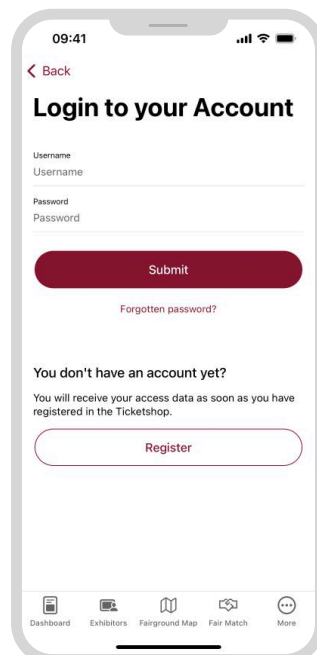 09:41
Back
Login to your Account
Username
Username
Password
Password
Submit
Forgotten password?
You don't have an account yet?
You will receive your access data as soon as you have
registered in the Ticketshop.
Register
Dashboard Exhibitors Fairground Map Fair Match More